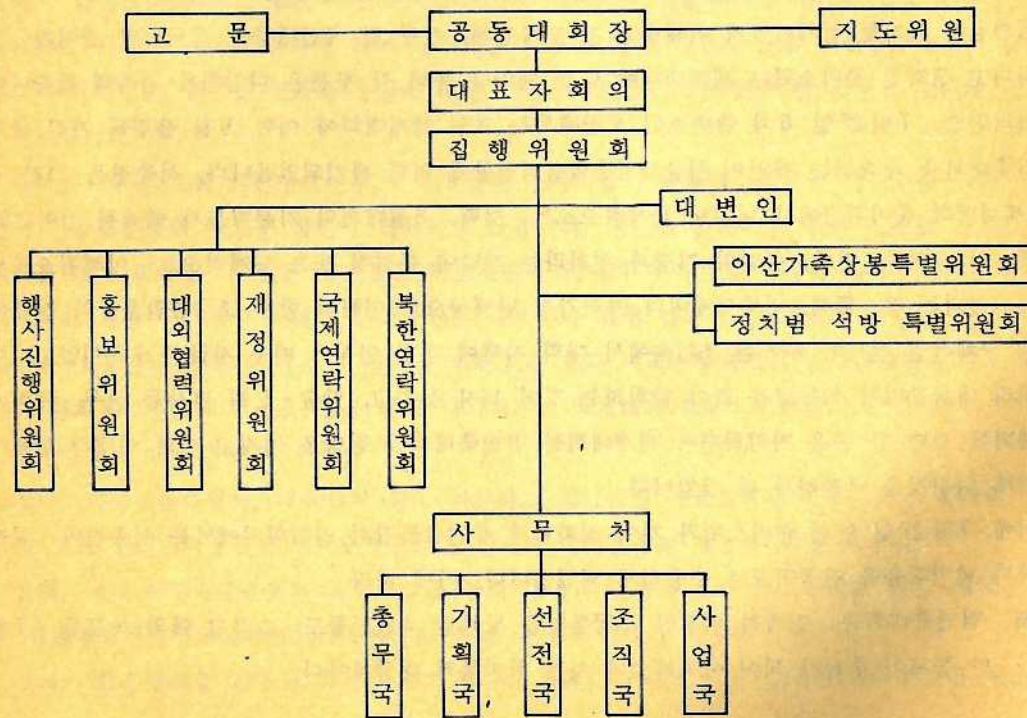 고 문 공동대회장 지도위원
대표자회의
집행위원회
대변인
이산가족상봉특별위원회
정치범 석방 특별위원회
행사진행위원회
홍보위원회
대외협력위원회
재정위원회
국제연락위원회
북한연락위원회
사무처
총무국
기획국
선전국
조직국
사업국